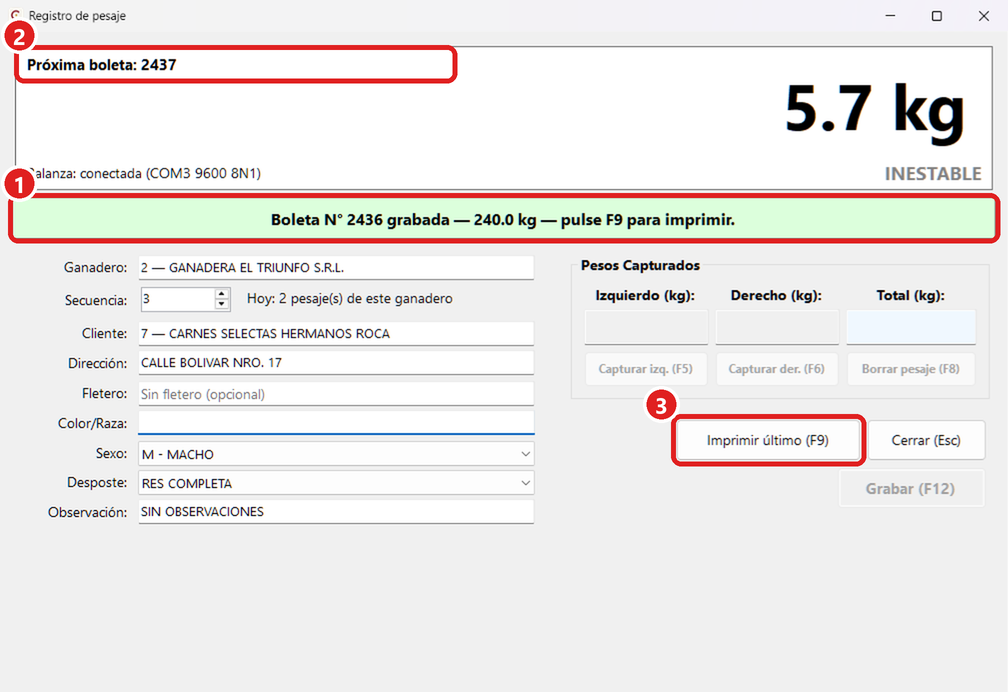 Registro de pesaje
2
Próxima boleta: 2437
5.7 kg
Balanza: conectada (COM3 9600 8N1)
INESTABLE
1
Boleta N° 2436 grabada — 240.0 kg — pulse F9 para imprimir.
Ganadero: 2 — GANADERA EL TRIUNFO S.R.L.
Secuencia: 3 Hoy: 2 pesaje(s) de este ganadero
Cliente: 7 — CARNES SELECTAS HERMANOS ROCA
Dirección: CALLE BOLIVAR NRO. 17
Fletero: Sin fletero (opcional)
Color/Raza:
Sexo: M - MACHO
Desposte: RES COMPLETA
Observación: SIN OBSERVACIONES
Pesos Capturados
Izquierdo (kg): Derecho (kg): Total (kg):
Capturar izq. (F5) Capturar der. (F6) Borrar pesaje (F8)
3
Imprimir último (F9) Cerrar (Esc)
Grabar (F12)